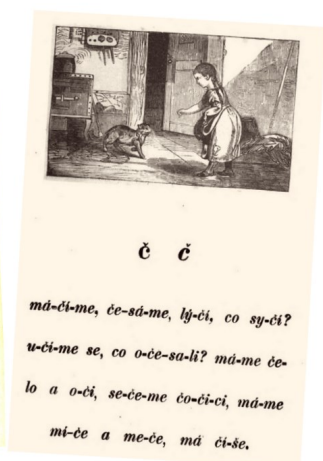 č č
má-čí-me, če-sá-me, lý-čí, co sy-čí?
u-čí-me se, co o-če-sa-li? má-me če-
lo a o-či, se-če-me čo-či-ci, má-me
mí-če a me-če, má čí-še.